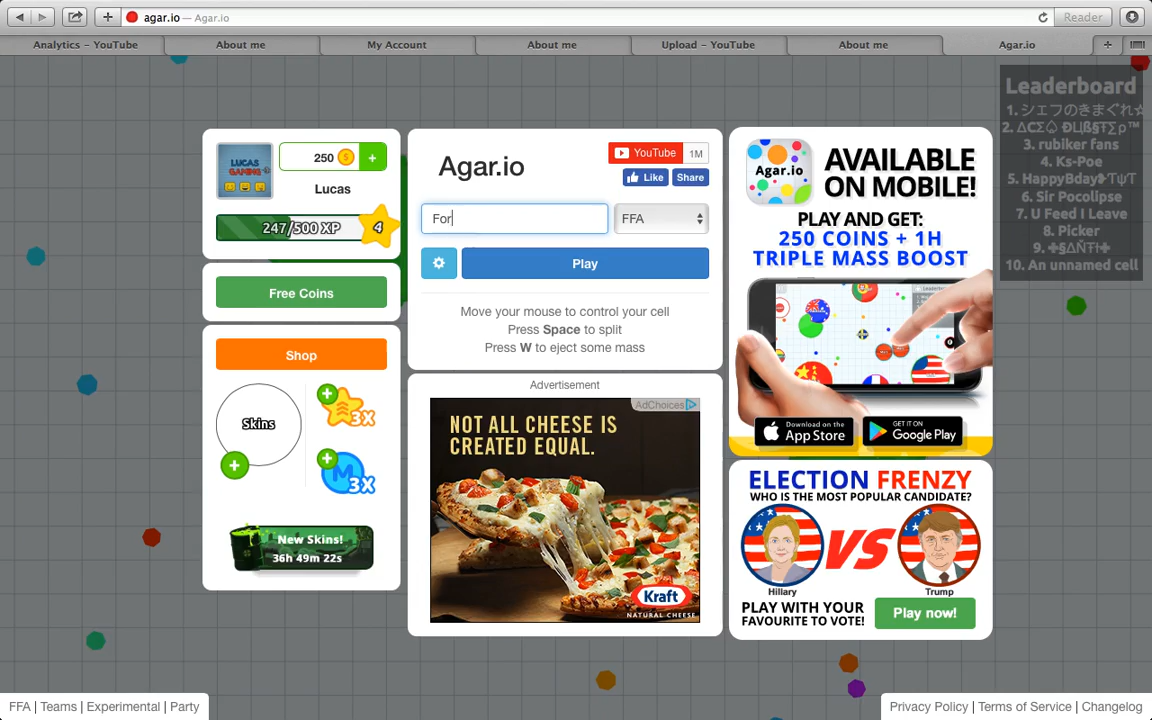 agar.io — Agar.io
Reader
Analytics – YouTube
About me
My Account
About me
Upload – YouTube
About me
Agar.io
LUCAS
GAMING
250
Lucas
247/500 XP
4
Free Coins
Shop
Skins
3X
3X
New Skins!
36h 49m 22s
Agar.io
YouTube 1M
Like Share
For
FFA
Play
Move your mouse to control your cell
Press Space to split
Press W to eject some mass
Advertisement
AdChoices
NOT ALL CHEESE IS
CREATED EQUAL.
Kraft
NATURAL CHEESE
Agar.io
AVAILABLE
ON MOBILE!
PLAY AND GET:
250 COINS + 1H
TRIPLE MASS BOOST
Download on the
App Store
GET IT ON
Google Play
ELECTION FRENZY
WHO IS THE MOST POPULAR CANDIDATE?
VS
Hillary
Trump
PLAY WITH YOUR
FAVOURITE TO VOTE!
Play now!
Leaderboard
1. シェフのきまぐれ☆
3. rubiker fans
4. Ks-Poe
6. Sir Pocolipse
7. U Feed I Leave
8. Picker
10. An unnamed cell
FFA | Teams | Experimental | Party
Privacy Policy | Terms of Service | Changelog